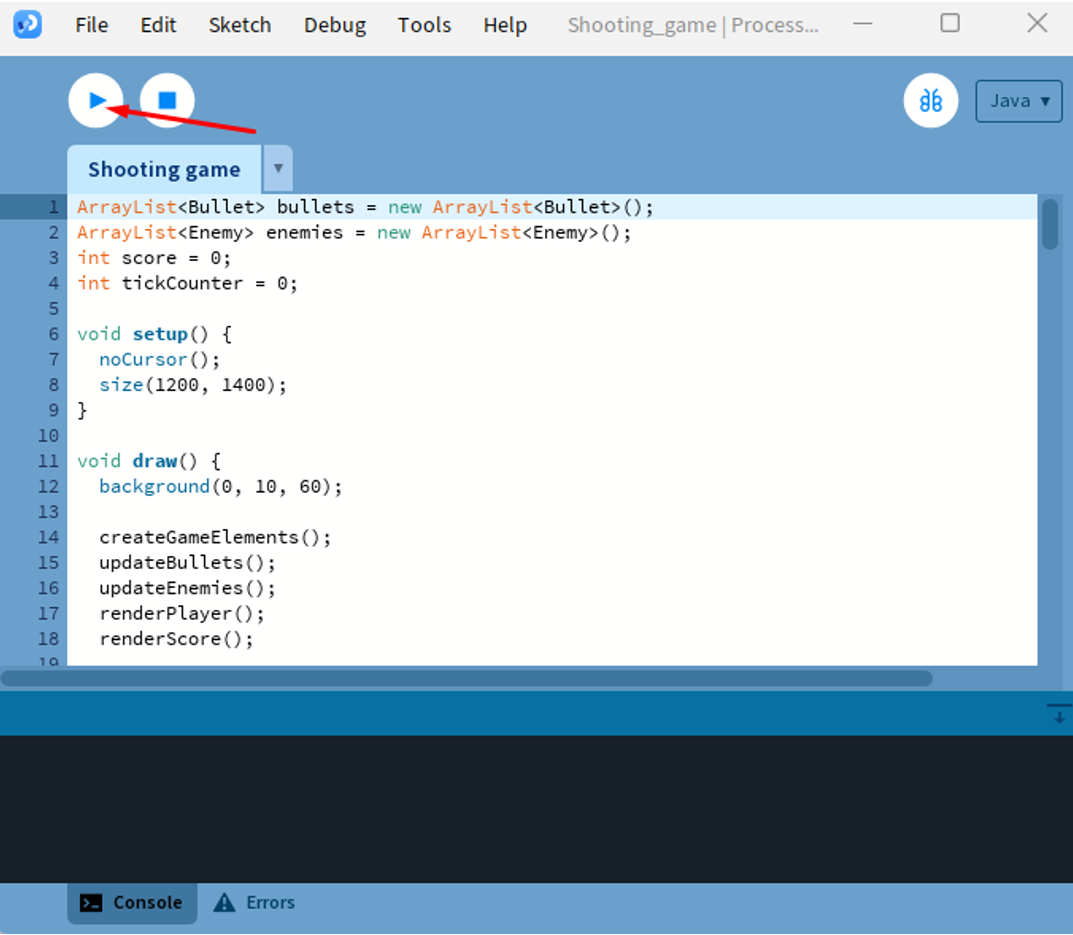 File Edit Sketch Debug Tools Help Shooting_game | Process...
Java ▾
Shooting game ▾
1 ArrayList<Bullet> bullets = new ArrayList<Bullet>();
2 ArrayList<Enemy> enemies = new ArrayList<Enemy>();
3 int score = 0;
4 int tickCounter = 0;
5
6 void setup() {
7   noCursor();
8   size(1200, 1400);
9 }
10
11 void draw() {
12   background(0, 10, 60);
13
14   createGameElements();
15   updateBullets();
16   updateEnemies();
17   renderPlayer();
18   renderScore();
19
Console Errors